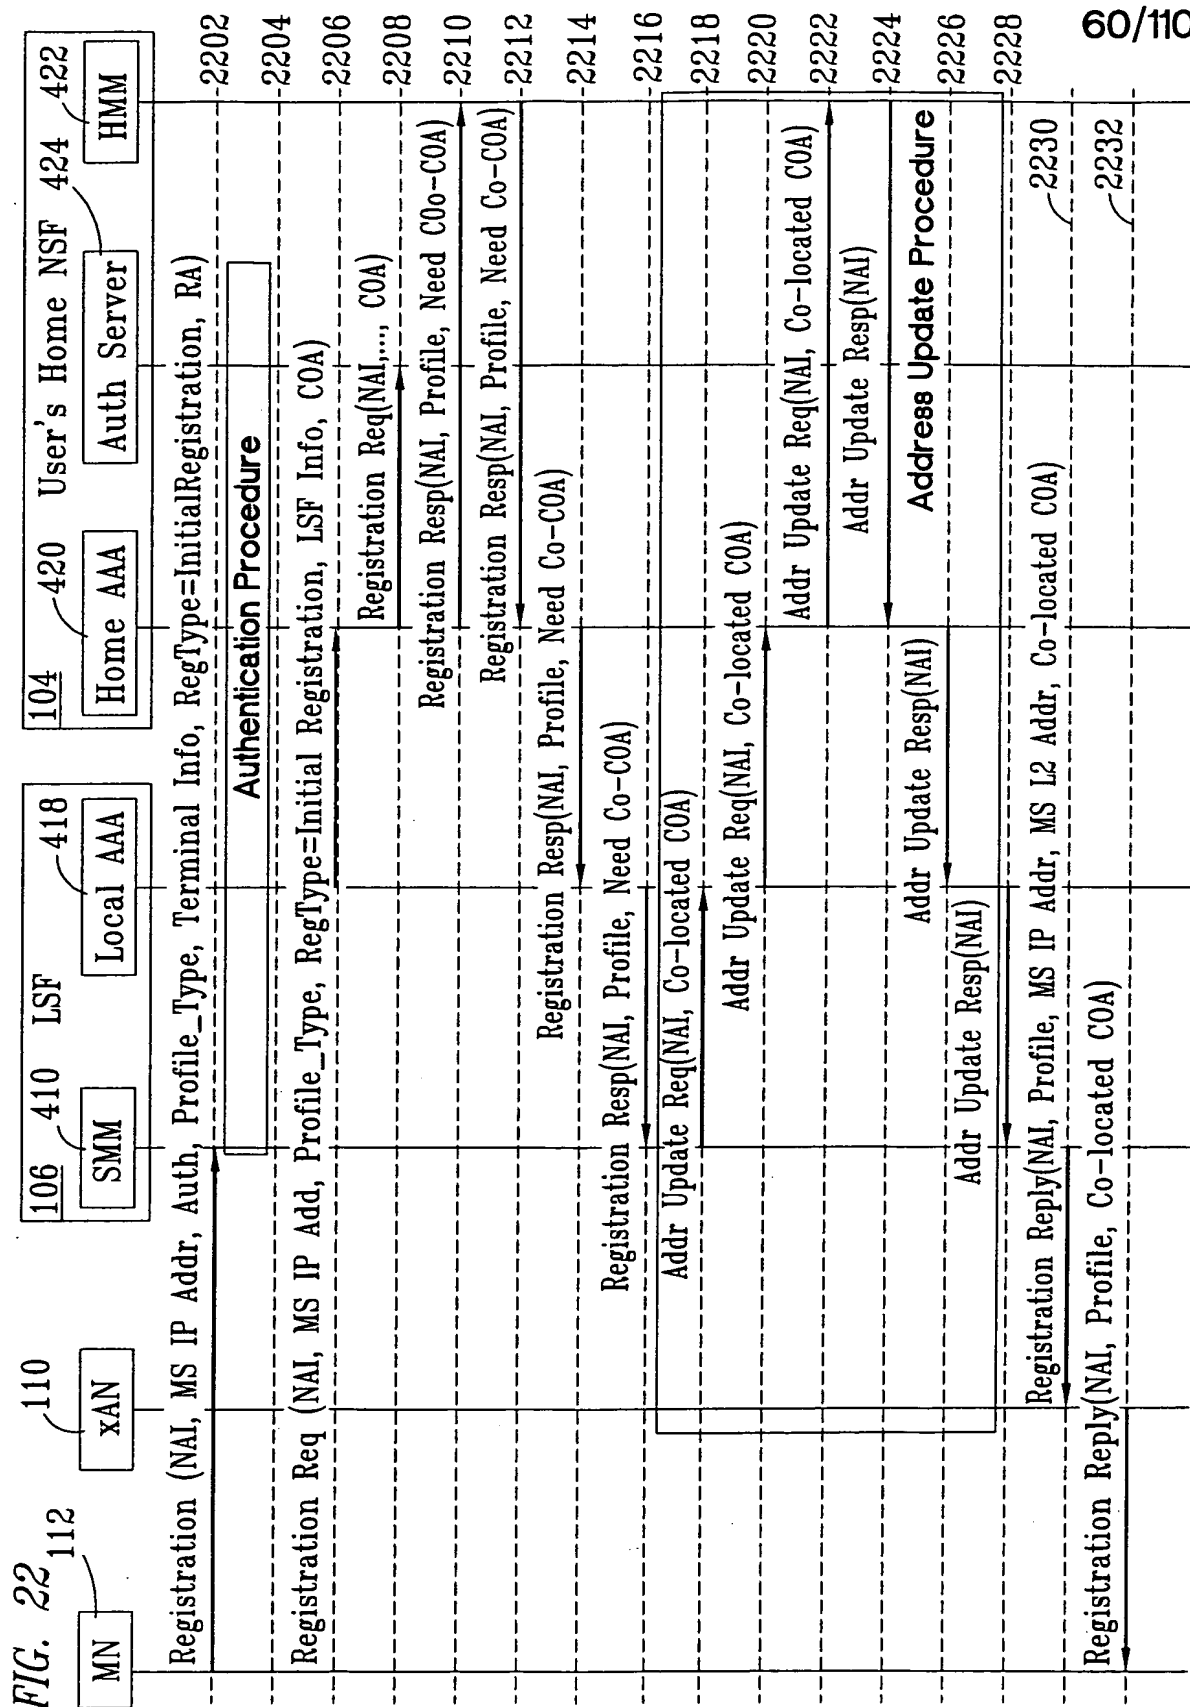 FIG. 22
60/110
112
MN
110
xAN
106
410
SMM
LSF
418
Local AAA
104
420
Home AAA
User's Home NSF
424
Auth Server
422
HMM
Registration (NAI, MS IP Addr, Auth, Profile_Type, Terminal Info, RegType=InitialRegistration, RA)
2202
Authentication Procedure
2204
Registration Req (NAI, MS IP Add, Profile_Type, RegType=Initial Registration, LSF Info, COA)
2206
Registration Req(NAI,..., COA)
2208
Registration Resp(NAI, Profile, Need COo-COA)
2210
Registration Resp(NAI, Profile, Need Co-COA)
2212
Registration Resp(NAI, Profile, Need Co-COA)
2214
Registration Resp(NAI, Profile, Need Co-COA)
2216
Addr Update Req(NAI, Co-located COA)
2218
Addr Update Req(NAI, Co-located COA)
2220
Addr Update Req(NAI, Co-located COA)
2222
Addr Update Resp(NAI)
2224
Address Update Procedure
Addr Update Resp(NAI)
2226
Addr Update Resp(NAI)
2228
Registration Reply(NAI, Profile, MS IP Addr, MS L2 Addr, Co-located COA)
2230
Registration Reply(NAI, Profile, Co-located COA)
2232